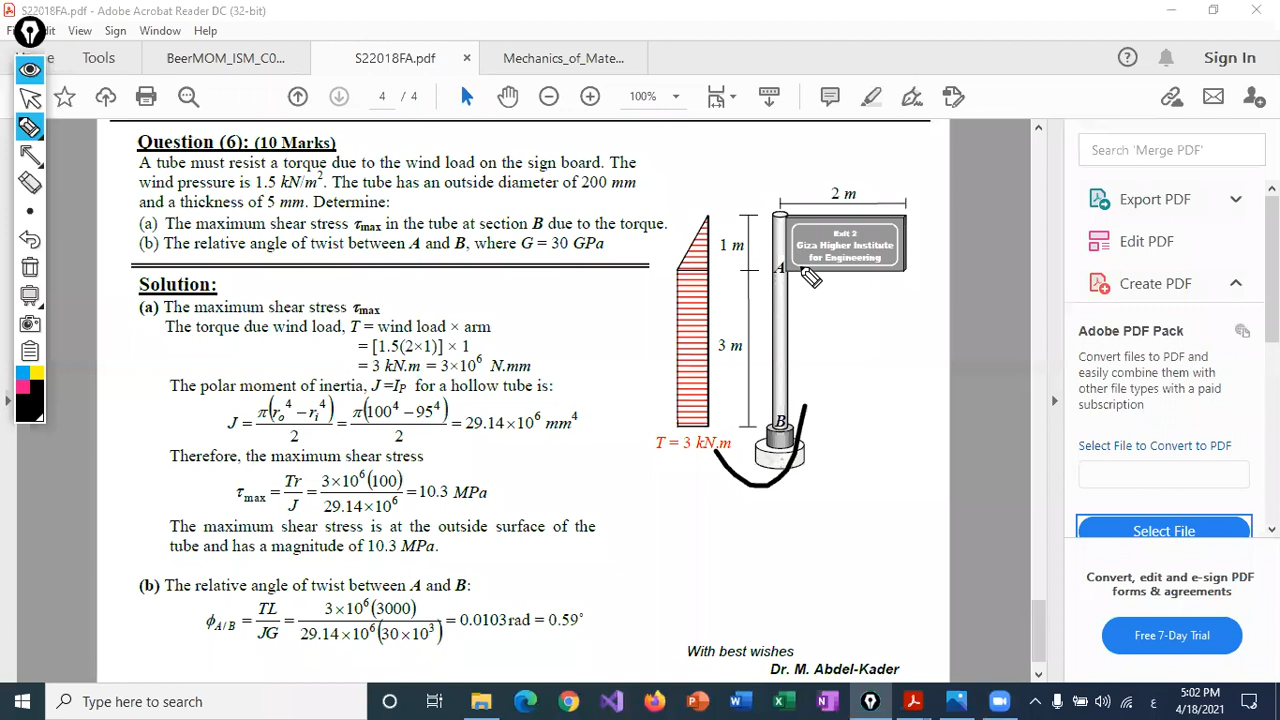 S22018FA.pdf - Adobe Acrobat Reader DC (32-bit)
View Sign Window Help
Tools BeerMOM_ISM_C0... S22018FA.pdf × Mechanics_of_Mate... Sign In
4 / 4 100%
Question (6): (10 Marks)
A tube must resist a torque due to the wind load on the sign board. The
wind pressure is 1.5 kN/m². The tube has an outside diameter of 200 mm
and a thickness of 5 mm. Determine:
(a) The maximum shear stress τmax in the tube at section B due to the torque.
(b) The relative angle of twist between A and B, where G = 30 GPa
Solution:
(a) The maximum shear stress τmax
The torque due wind load, T = wind load × arm
= [1.5(2×1)] × 1
= 3 kN.m = 3×10⁶ N.mm
The polar moment of inertia, J =IP for a hollow tube is:
J = π(ro⁴ − ri⁴)/2 = π(100⁴ − 95⁴)/2 = 29.14×10⁶ mm⁴
Therefore, the maximum shear stress
τmax = Tr/J = 3×10⁶(100)/29.14×10⁶ = 10.3 MPa
The maximum shear stress is at the outside surface of the
tube and has a magnitude of 10.3 MPa.
(b) The relative angle of twist between A and B:
ϕA/B = TL/JG = 3×10⁶(3000)/29.14×10⁶(30×10³) = 0.0103 rad = 0.59°
2 m
1 m
Exit 2
Giza Higher Institute
for Engineering
A
3 m
B
T = 3 kN.m
With best wishes
Dr. M. Abdel-Kader
Search 'Merge PDF'
Export PDF
Edit PDF
Create PDF
Adobe PDF Pack
Convert files to PDF and
easily combine them with
other file types with a paid
subscription
Select File to Convert to PDF
Select File
Convert, edit and e-sign PDF
forms & agreements
Free 7-Day Trial
Type here to search
ع
5:02 PM
4/18/2021